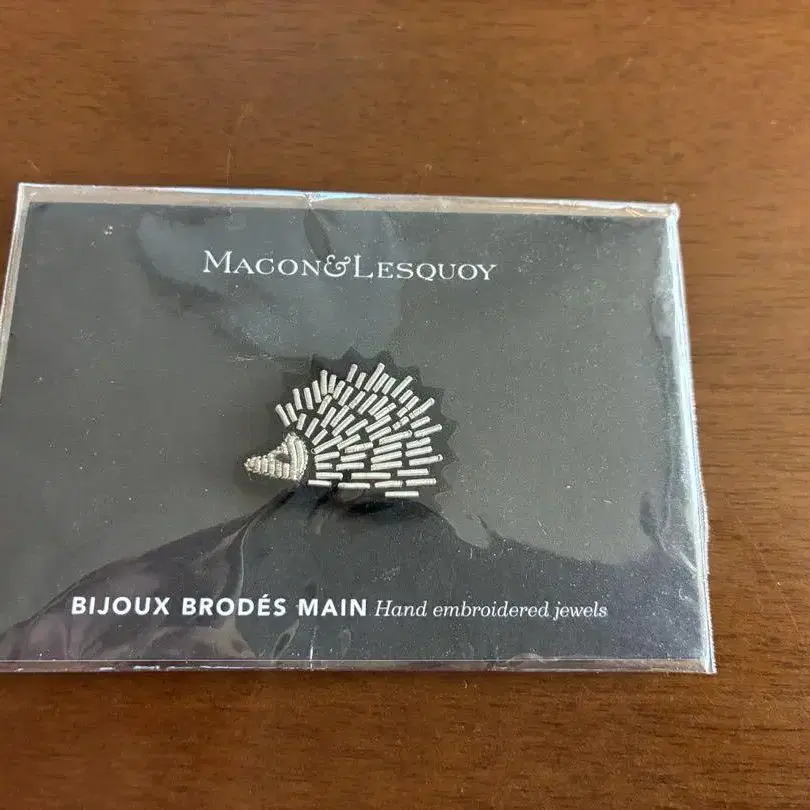 MACON&LESQUOY
BIJOUX BRODÉS MAIN Hand embroidered jewels